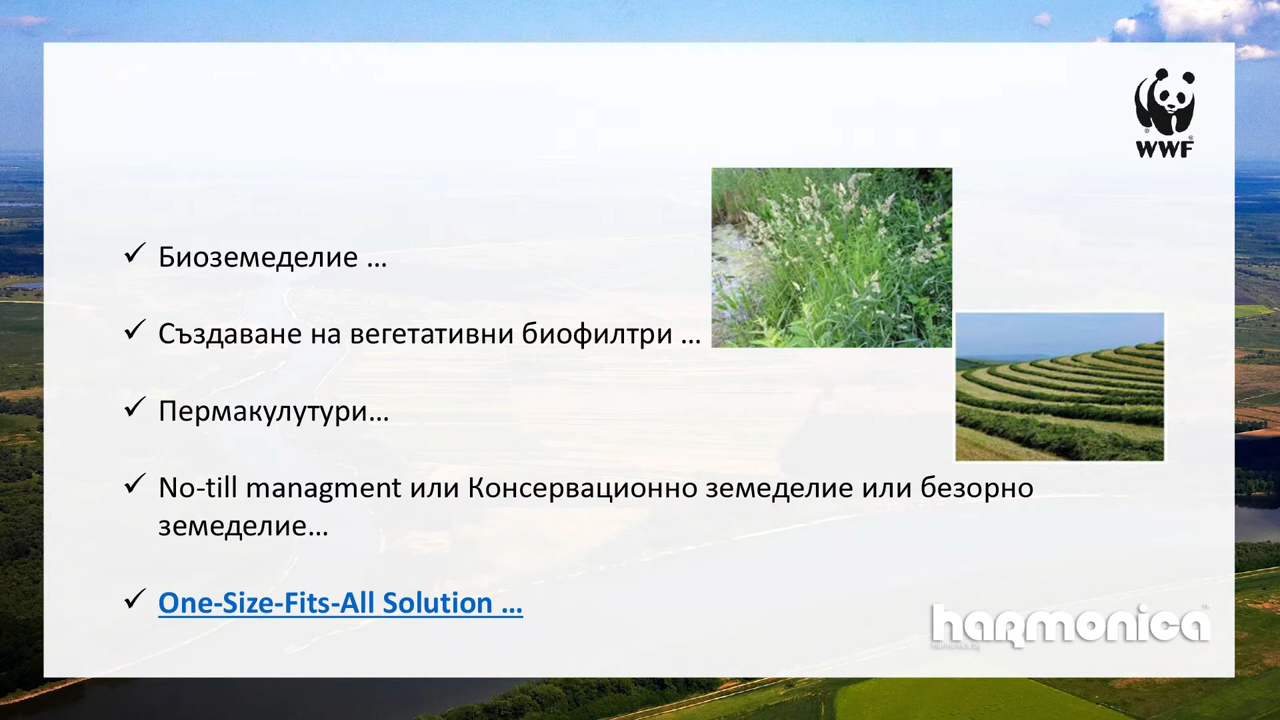 WWF
✓ Биоземеделие …
✓ Създаване на вегетативни биофилтри …
✓ Пермакулутури…
✓ No-till managment или Консервационно земеделие или безорно
земеделие…
✓ One-Size-Fits-All Solution …
harmonica